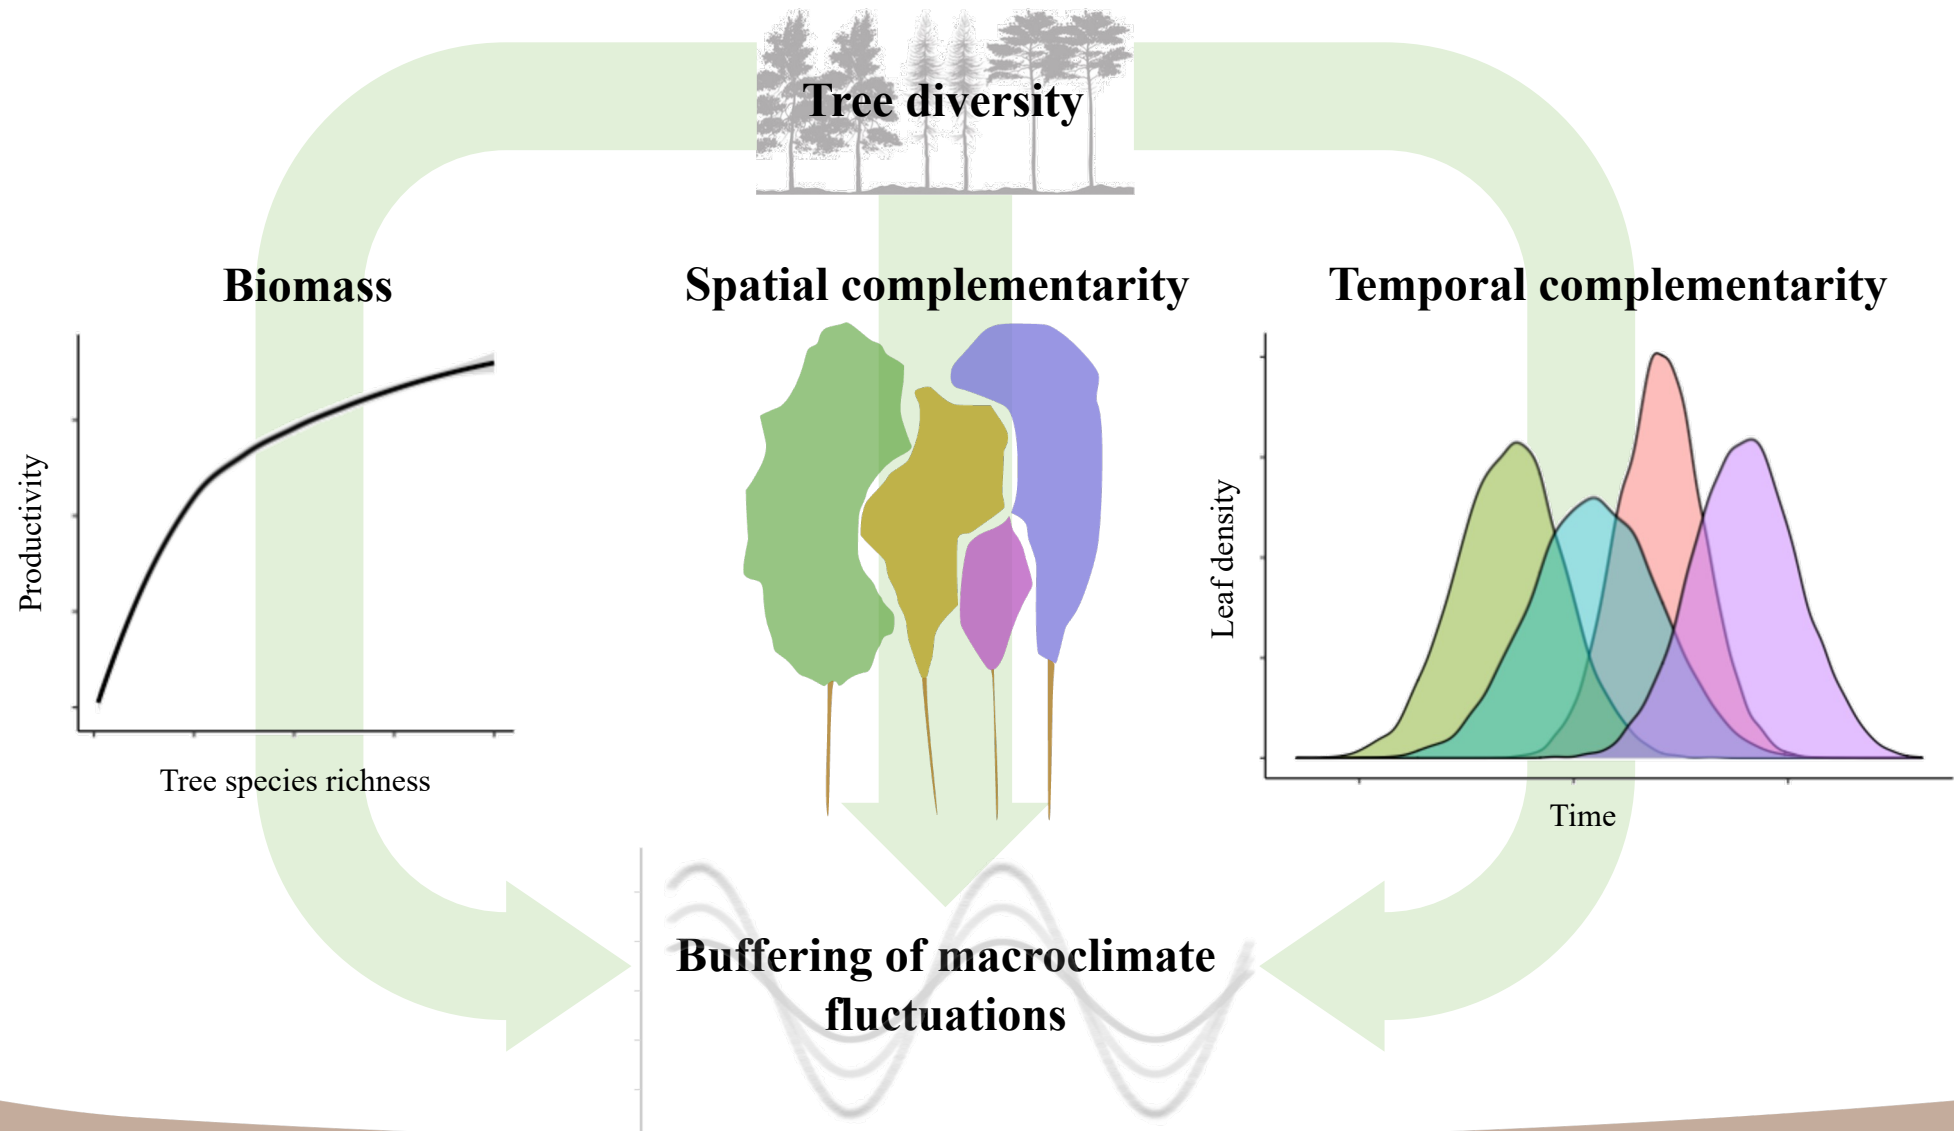 Tree diversity
Biomass
Spatial complementarity
Temporal complementarity
Productivity
Tree species richness
Leaf density
Time
Buffering of macroclimate
fluctuations